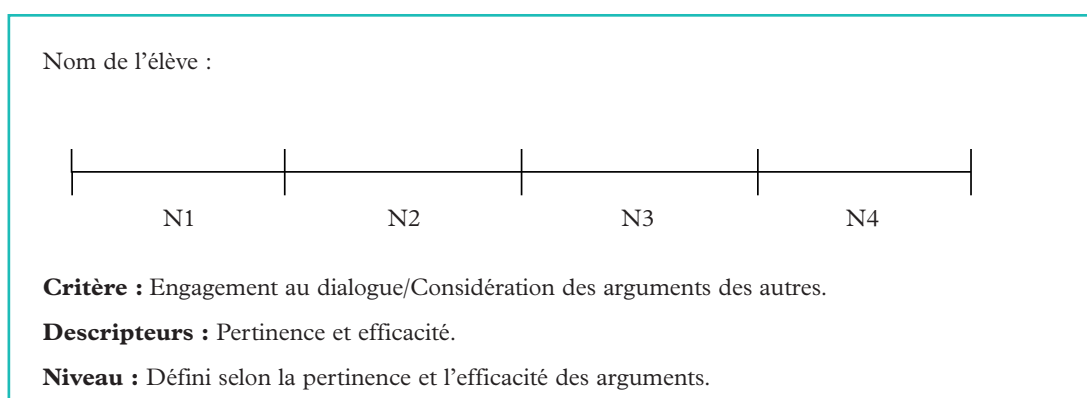 Nom de l’élève :
N1 N2 N3 N4
Critère : Engagement au dialogue/Considération des arguments des autres.
Descripteurs : Pertinence et efficacité.
Niveau : Défini selon la pertinence et l’efficacité des arguments.